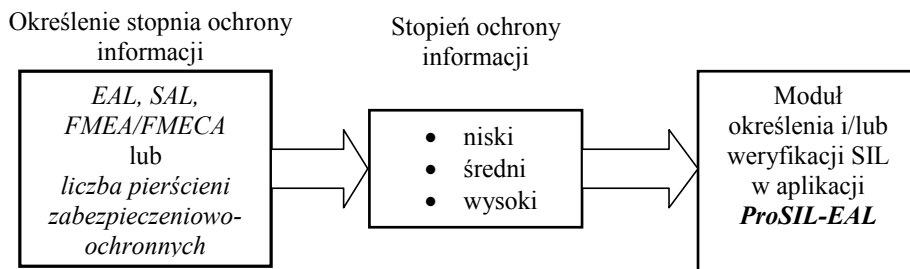 Określenie stopnia ochrony
informacji
EAL, SAL,
FMEA/FMECA
lub
liczba pierścieni
zabezpieczeniowo-
ochronnych
Stopień ochrony
informacji
• niski
• średni
• wysoki
Moduł
określenia i/lub
weryfikacji SIL
w aplikacji
ProSIL-EAL